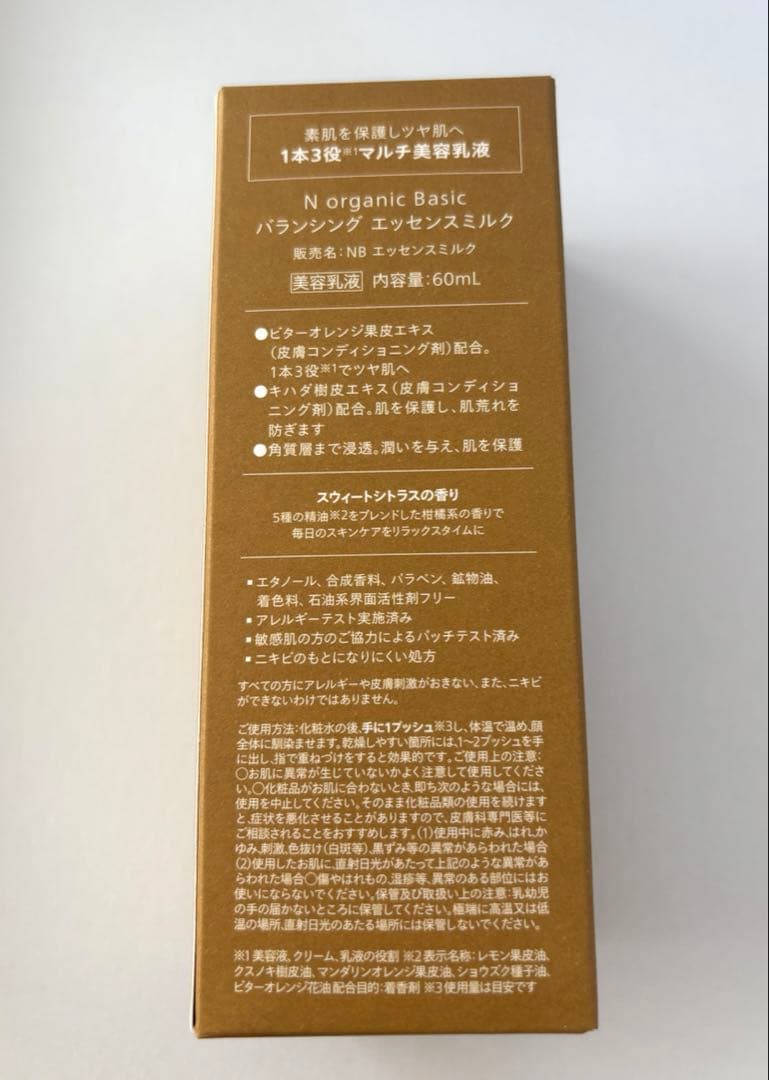 素肌を保護しツヤ肌へ
1本3役※1マルチ美容乳液
N organic Basic
バランシング エッセンスミルク
販売名：NB エッセンスミルク
美容乳液 内容量：60mL
●ビターオレンジ果皮エキス
（皮膚コンディショニング剤）配合。
1本3役※1でツヤ肌へ
●キハダ樹皮エキス（皮膚コンディショ
ニング剤）配合。肌を保護し、肌荒れを
防ぎます
●角質層まで浸透。潤いを与え、肌を保護
スウィートシトラスの香り
5種の精油※2をブレンドした柑橘系の香りで
毎日のスキンケアをリラックスタイムに
▪エタノール、合成香料、パラベン、鉱物油、
着色料、石油系界面活性剤フリー
▪アレルギーテスト実施済み
▪敏感肌の方のご協力によるパッチテスト済み
▪ニキビのもとになりにくい処方
すべての方にアレルギーや皮膚刺激がおきない、また、ニキビ
ができないわけではありません。
ご使用方法：化粧水の後、手に1プッシュ※3し、体温で温め、顔
全体に馴染ませます。乾燥しやすい箇所には、1～2プッシュを手
に出し、指で重ねづけをすると効果的です。ご使用上の注意：
○お肌に異常が生じていないかよく注意して使用してくださ
い。○化粧品がお肌に合わないとき、即ち次のような場合には、
使用を中止してください。そのまま化粧品類の使用を続けます
と、症状を悪化させることがありますので、皮膚科専門医等に
ご相談されることをおすすめします。（1）使用中に赤み、はれ、か
ゆみ、刺激、色抜け（白斑等）、黒ずみ等の異常があらわれた場合
（2）使用したお肌に、直射日光があたって上記のような異常があ
らわれた場合○傷やはれもの、湿疹等、異常のある部位にはお
使いにならないでください。保管及び取扱い上の注意：乳幼児
の手の届かないところに保管してください。極端に高温又は低
温の場所、直射日光のあたる場所には保管しないでください。
※1 美容液、クリーム、乳液の役割 ※2 表示名称：レモン果皮油、
クスノキ樹皮油、マンダリンオレンジ果皮油、ショウズク種子油、
ビターオレンジ花油 配合目的：着香剤 ※3 使用量は目安です